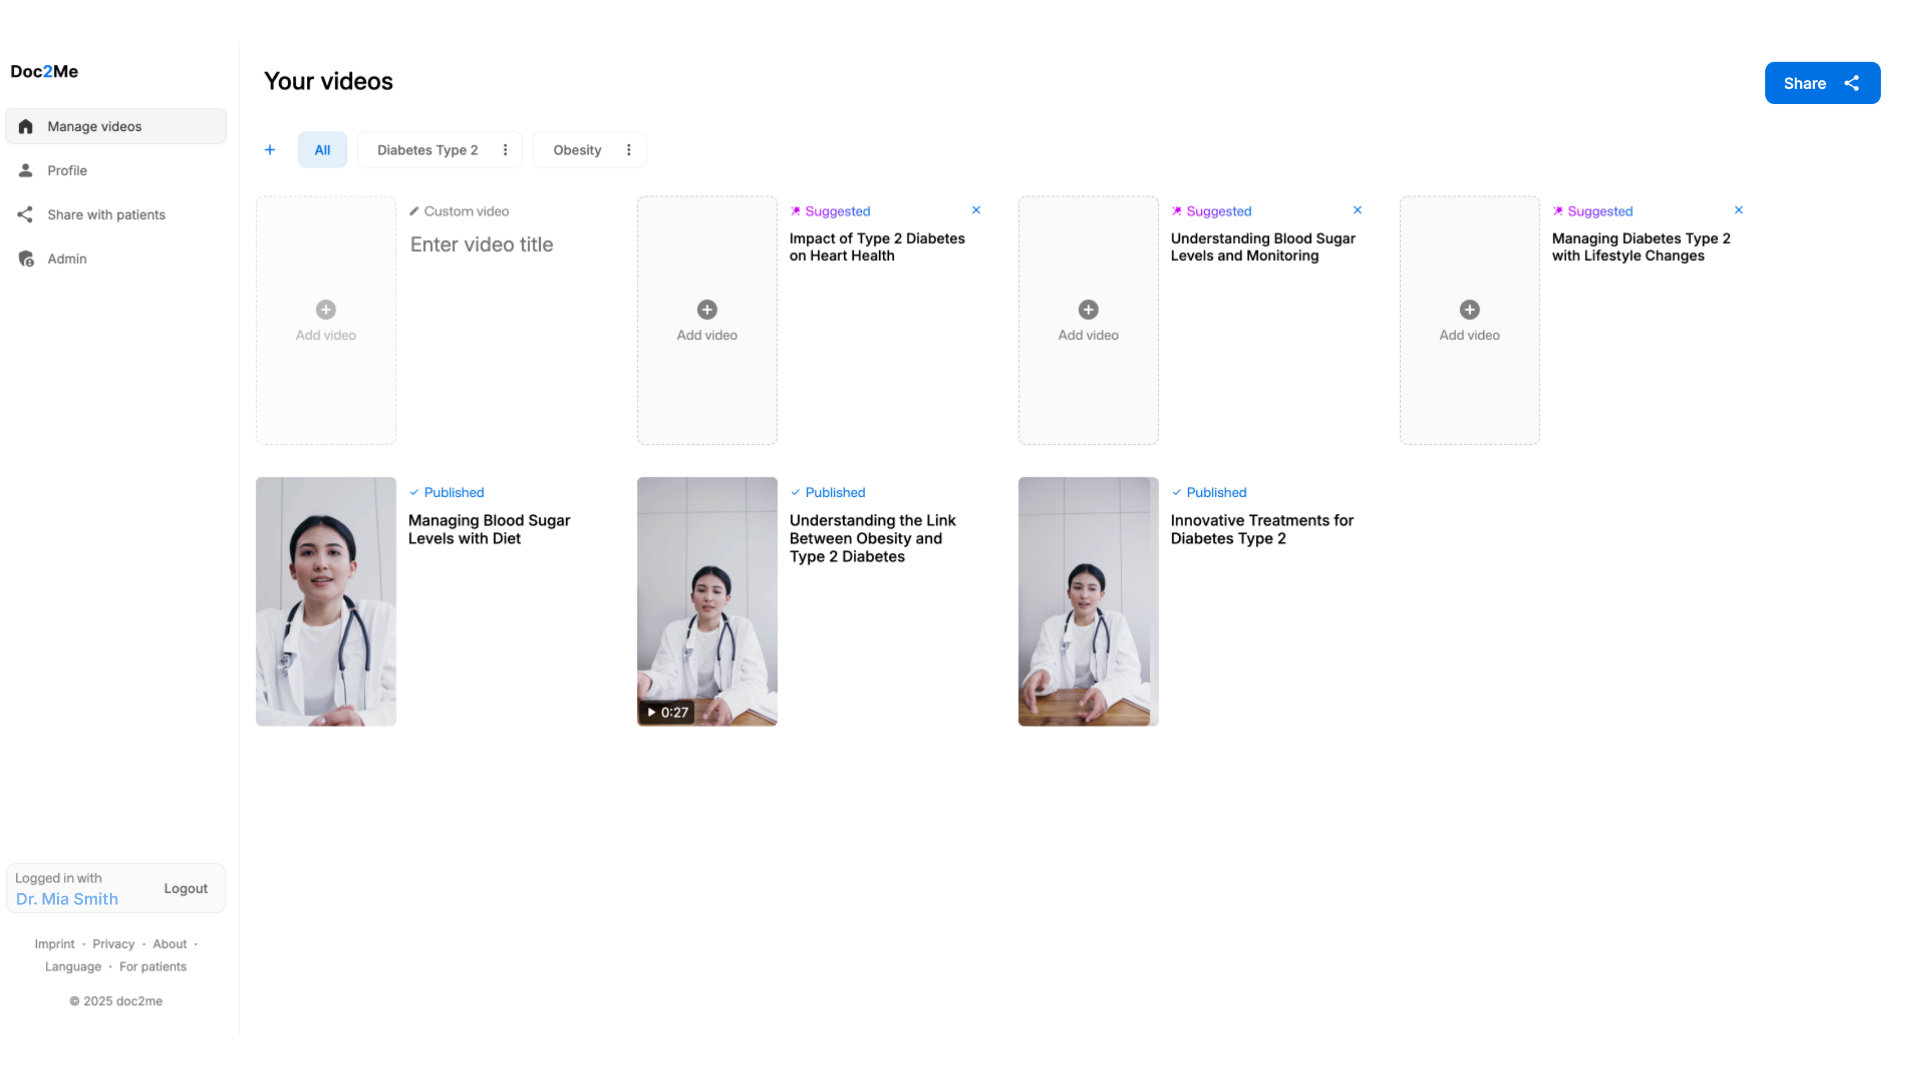 Doc2Me
Manage videos
Profile
Share with patients
Admin
Your videos
Share
+
All
Diabetes Type 2
Obesity
Add video
Custom video
Enter video title
Add video
Suggested
Impact of Type 2 Diabetes
on Heart Health
Add video
Suggested
Understanding Blood Sugar
Levels and Monitoring
Add video
Suggested
Managing Diabetes Type 2
with Lifestyle Changes
Published
Managing Blood Sugar
Levels with Diet
0:27
Published
Understanding the Link
Between Obesity and
Type 2 Diabetes
Published
Innovative Treatments for
Diabetes Type 2
Logged in with
Dr. Mia Smith
Logout
Imprint · Privacy · About ·
Language · For patients
© 2025 doc2me